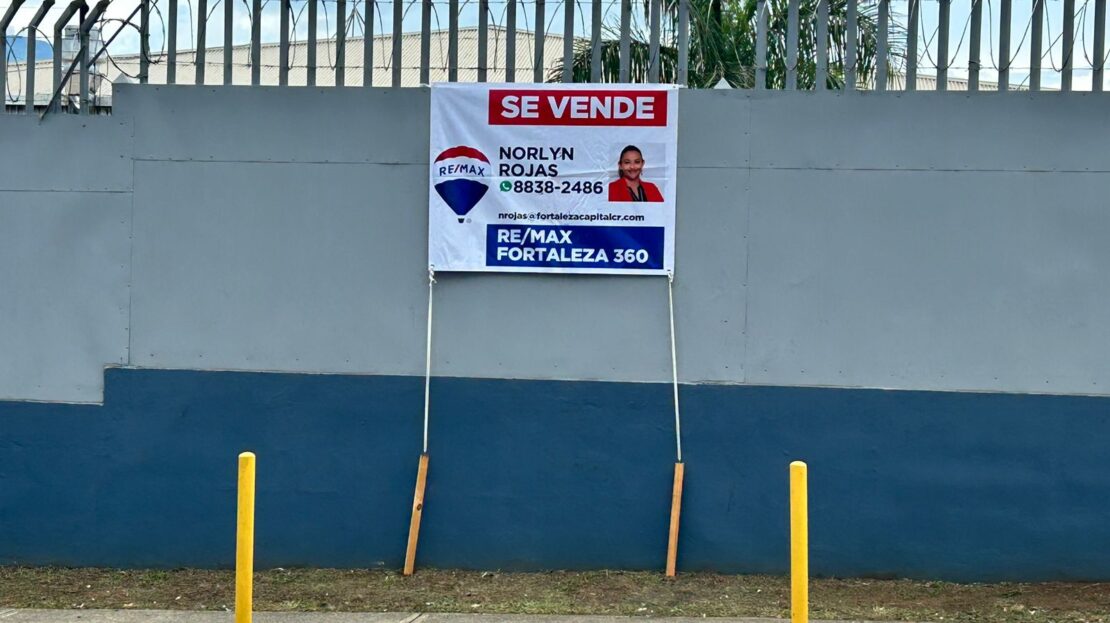 SE VENDE
RE/MAX
NORLYN
ROJAS
8838-2486
nrojas@fortalezacapitalcr.com
RE/MAX
FORTALEZA 360